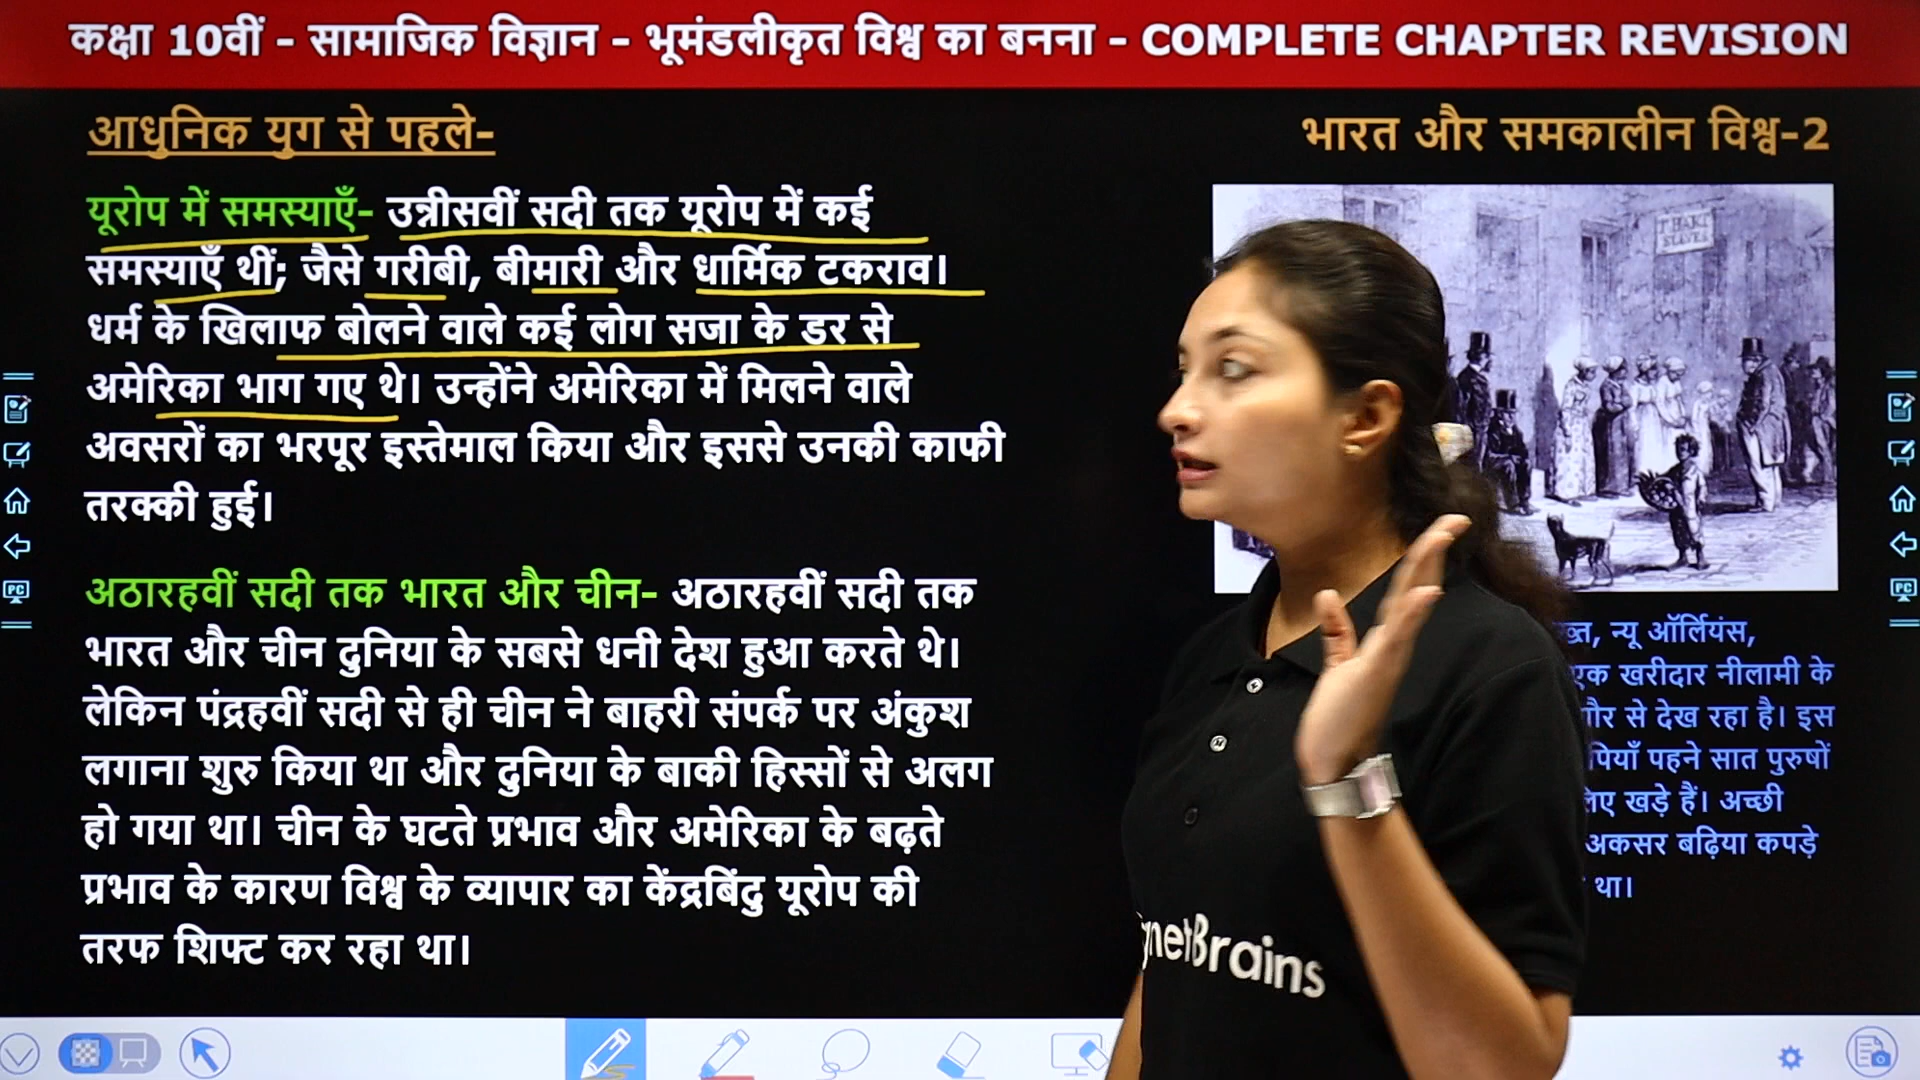 कक्षा 10वीं - सामाजिक विज्ञान - भूमंडलीकृत विश्व का बनना - COMPLETE CHAPTER REVISION
आधुनिक युग से पहले-
भारत और समकालीन विश्व-2
यूरोप में समस्याएँ- उन्नीसवीं सदी तक यूरोप में कई
समस्याएँ थीं; जैसे गरीबी, बीमारी और धार्मिक टकराव।
धर्म के खिलाफ बोलने वाले कई लोग सजा के डर से
अमेरिका भाग गए थे। उन्होंने अमेरिका में मिलने वाले
अवसरों का भरपूर इस्तेमाल किया और इससे उनकी काफी
तरक्की हुई।
अठारहवीं सदी तक भारत और चीन- अठारहवीं सदी तक
भारत और चीन दुनिया के सबसे धनी देश हुआ करते थे।
लेकिन पंद्रहवीं सदी से ही चीन ने बाहरी संपर्क पर अंकुश
लगाना शुरु किया था और दुनिया के बाकी हिस्सों से अलग
हो गया था। चीन के घटते प्रभाव और अमेरिका के बढ़ते
प्रभाव के कारण विश्व के व्यापार का केंद्रबिंदु यूरोप की
तरफ शिफ्ट कर रहा था।
न्यू ऑर्लियंस,
एक खरीदार नीलामी के
से देख रहा है। इस
पहने सात पुरुषों
खड़े हैं। अच्छी
अकसर बढ़िया कपड़े
था।
gnetBrains
PC
PC